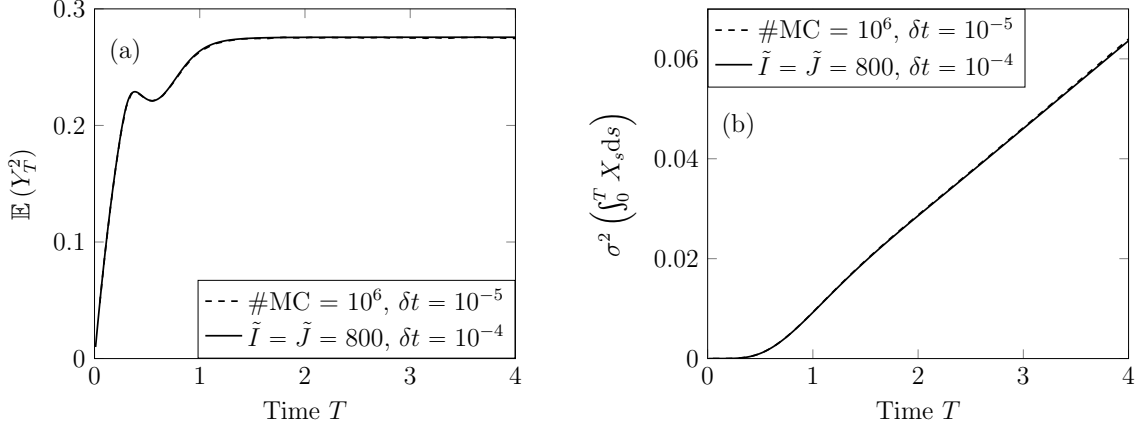 0.3
0.2
0.1
0
𝔼 (Y_T^2)
(a)
#MC = 10^6, δt = 10^-5
Ĩ = J̃ = 800, δt = 10^-4
0 1 2 3 4
Time T
0.06
0.04
0.02
0
σ^2 (∫_0^T X_s ds)
#MC = 10^6, δt = 10^-5
Ĩ = J̃ = 800, δt = 10^-4
(b)
0 1 2 3 4
Time T